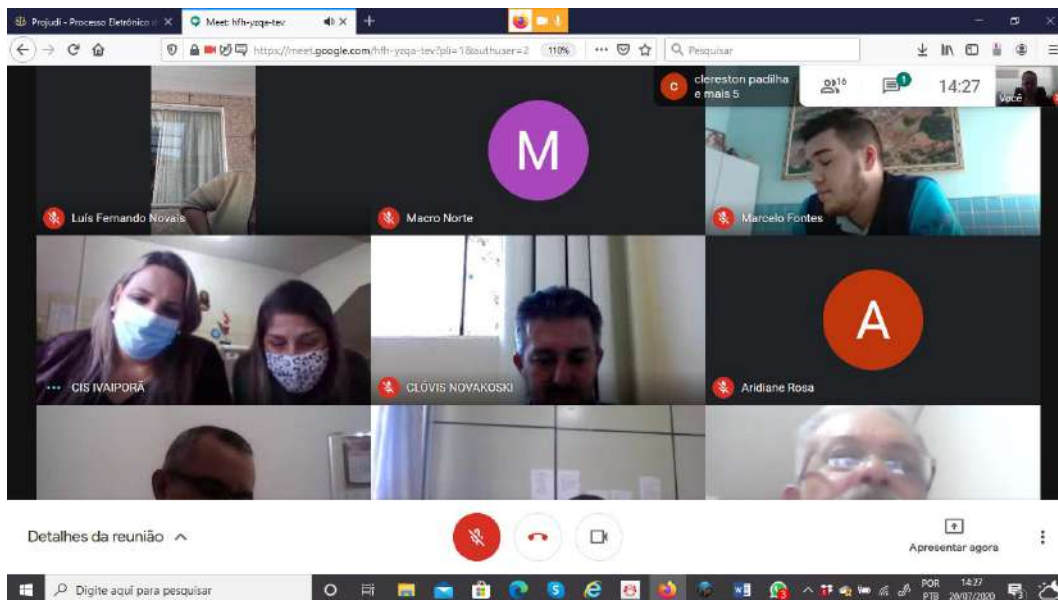 Projudi - Processo Eletrônico
Meet: hfh-yzqa-tev
https://meet.google.com/hfh-yzqa-tev?pli=1&authuser=2
110%
Pesquisar
clereston padilha
e mais 5
C
16
1
14:27
Você
M
Luís Fernando Novais
Macro Norte
Marcelo Fontes
A
CIS IVAIPORÃ
CLÓVIS NOVAKOSKI
Aridiane Rosa
Detalhes da reunião
Apresentar agora
Digite aqui para pesquisar
POR
PTB
14:27
20/07/2020